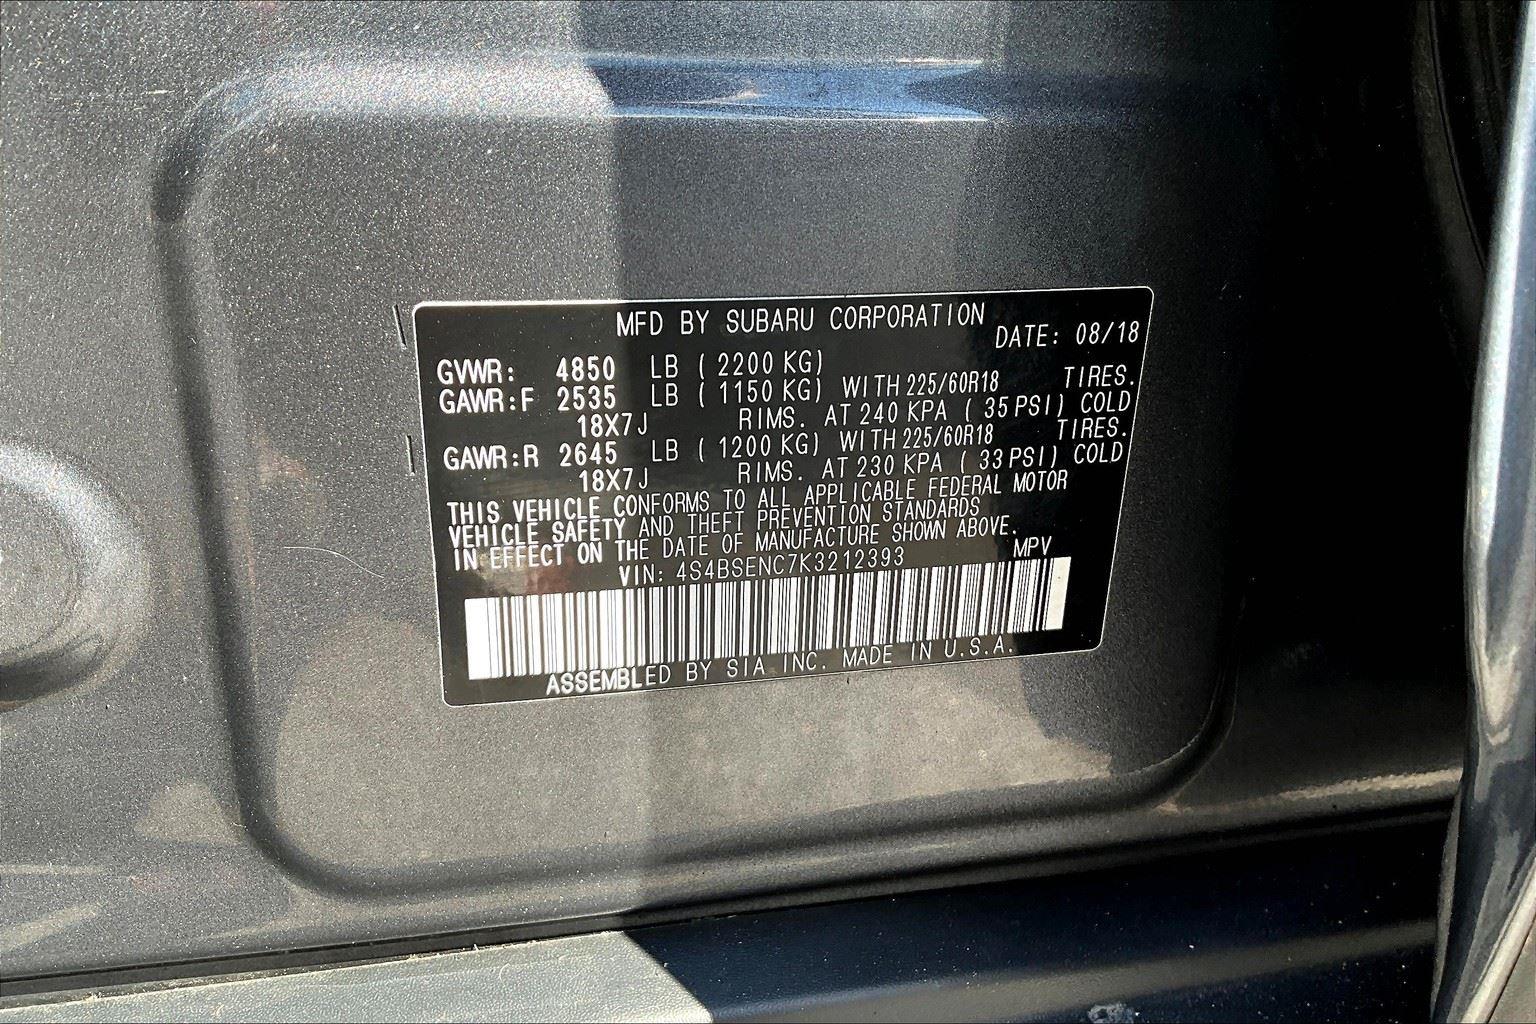 MFD BY SUBARU CORPORATION
DATE: 08/18
GVWR: 4850 LB (2200 KG)
GAWR:F 2535 LB (1150 KG) WITH 225/60R18 TIRES.
18X7J RIMS. AT 240 KPA (35 PSI) COLD
GAWR:R 2645 LB (1200 KG) WITH 225/60R18 TIRES.
18X7J RIMS. AT 230 KPA (33 PSI) COLD
THIS VEHICLE CONFORMS TO ALL APPLICABLE FEDERAL MOTOR
VEHICLE SAFETY AND THEFT PREVENTION STANDARDS
IN EFFECT ON THE DATE OF MANUFACTURE SHOWN ABOVE.
VIN: 4S4BSENC7K3212393 MPV
ASSEMBLED BY SIA INC. MADE IN U.S.A.